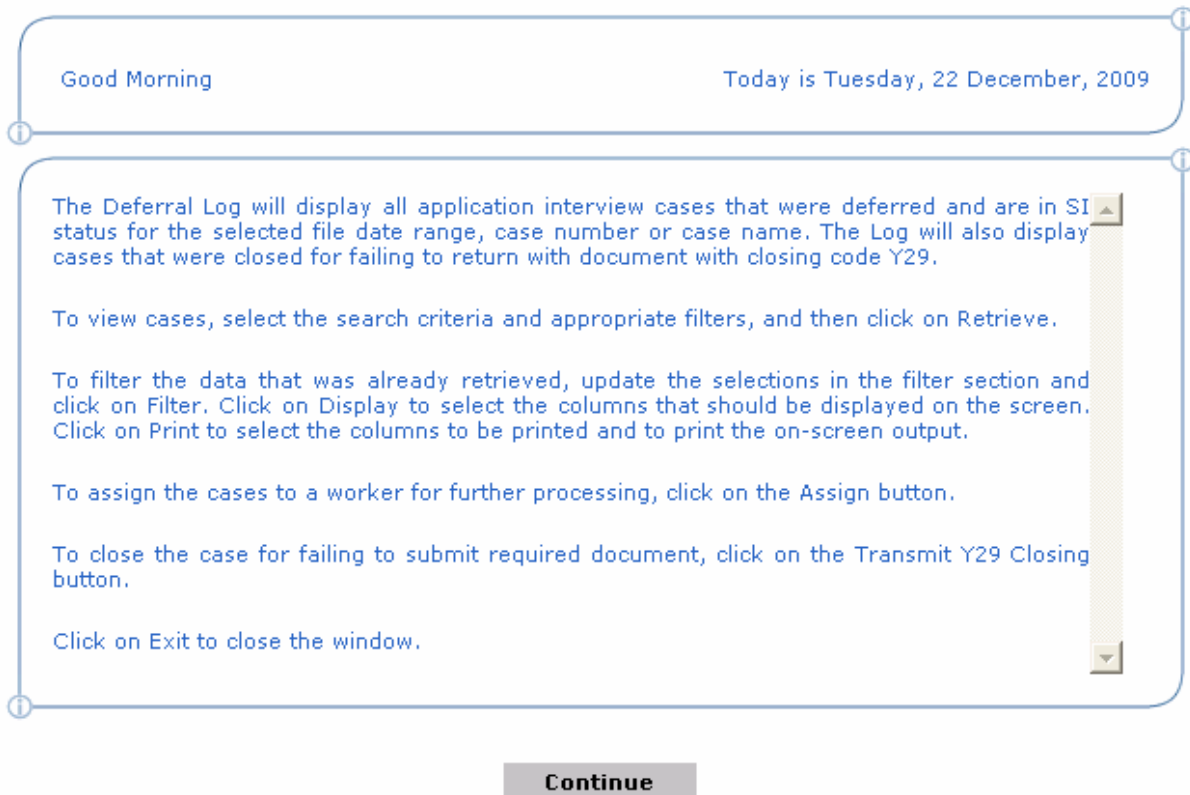 Good Morning
Today is Tuesday, 22 December, 2009
The Deferral Log will display all application interview cases that were deferred and are in SI
status for the selected file date range, case number or case name. The Log will also display
cases that were closed for failing to return with document with closing code Y29.
To view cases, select the search criteria and appropriate filters, and then click on Retrieve.
To filter the data that was already retrieved, update the selections in the filter section and
click on Filter. Click on Display to select the columns that should be displayed on the screen.
Click on Print to select the columns to be printed and to print the on-screen output.
To assign the cases to a worker for further processing, click on the Assign button.
To close the case for failing to submit required document, click on the Transmit Y29 Closing
button.
Click on Exit to close the window.
Continue